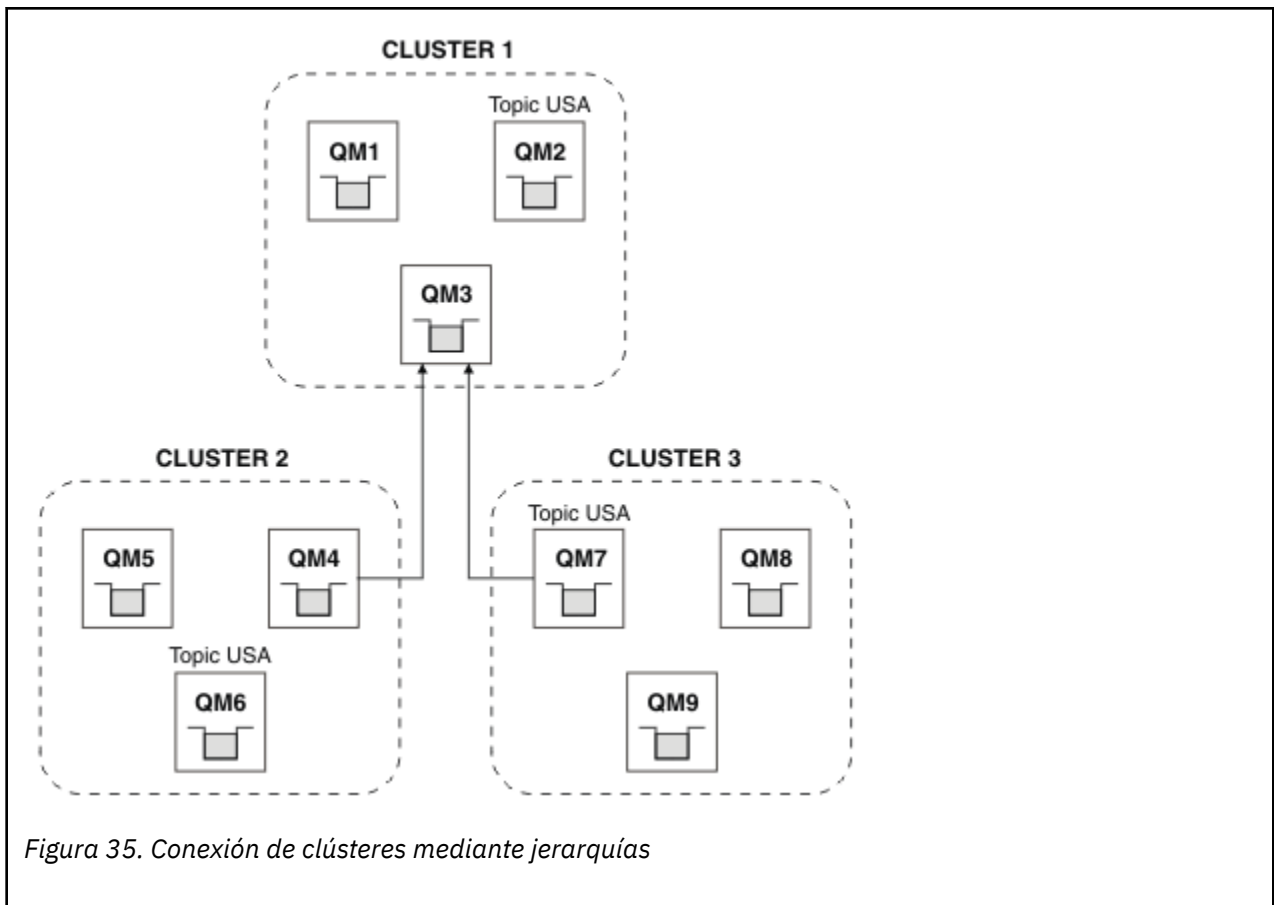 CLUSTER 1
Topic USA
QM1
QM2
QM3
CLUSTER 2
CLUSTER 3
Topic USA
QM5
QM4
QM7
QM8
Topic USA
QM6
QM9
Figura 35. Conexión de clústeres mediante jerarquías